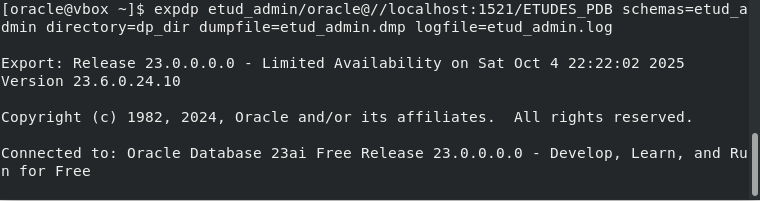 [oracle@vbox ~]$ expdp etud_admin/oracle@//localhost:1521/ETUDES_PDB schemas=etud_a
dmin directory=dp_dir dumpfile=etud_admin.dmp logfile=etud_admin.log
Export: Release 23.0.0.0.0 - Limited Availability on Sat Oct 4 22:22:02 2025
Version 23.6.0.24.10
Copyright (c) 1982, 2024, Oracle and/or its affiliates.  All rights reserved.
Connected to: Oracle Database 23ai Free Release 23.0.0.0.0 - Develop, Learn, and Ru
n for Free